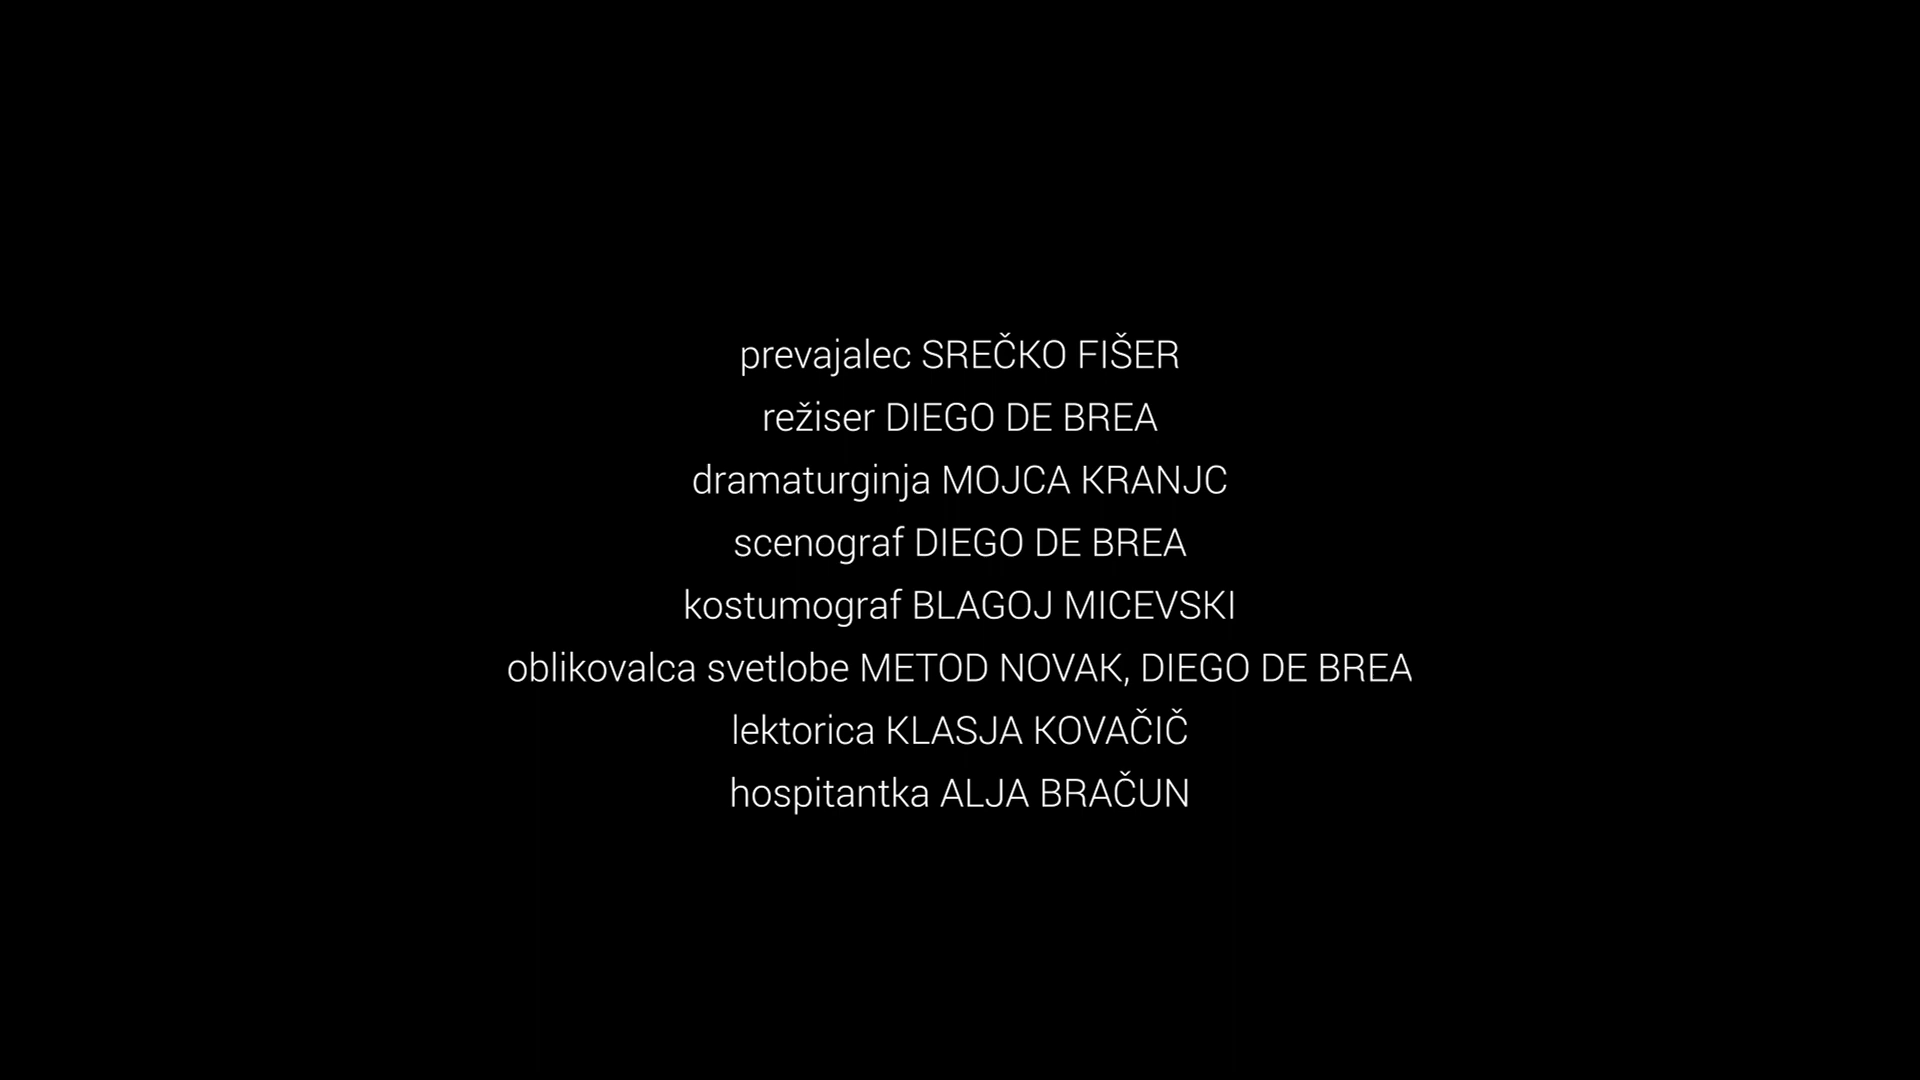 prevajalec SREČKO FIŠER
režiser DIEGO DE BREA
dramaturginja MOJCA KRANJC
scenograf DIEGO DE BREA
kostumograf BLAGOJ MICEVSKI
oblikovalca svetlobe METOD NOVAK, DIEGO DE BREA
lektorica KLASJA KOVAČIČ
hospitantka ALJA BRAČUN